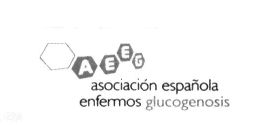 AEEG
asociación española
enfermos glucogenosis